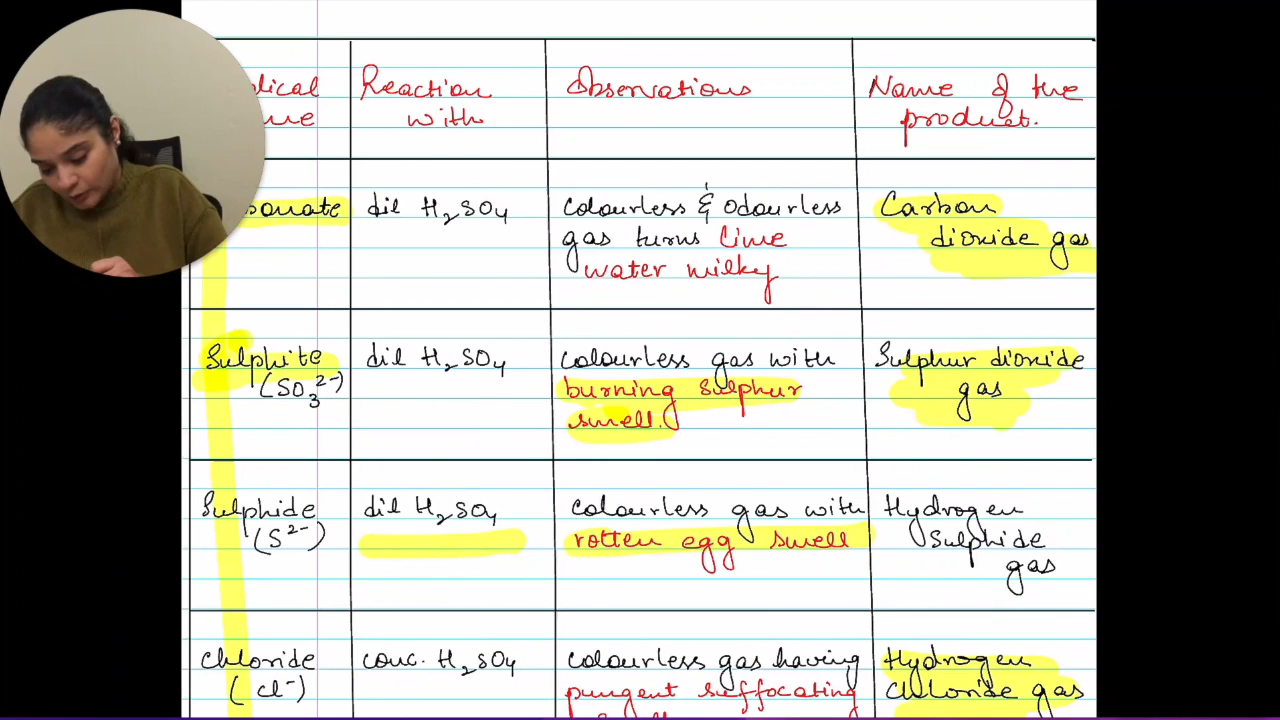 Reaction
with
Observations
Name of the
product.
dil H₂SO₄
colourless & odourless
gas turns lime
water milky
Carbon
dioxide gas
Sulphite
(SO₃²⁻)
dil H₂SO₄
colourless gas with
burning sulphur
smell.
Sulphur dioxide
gas
Sulphide
(S²⁻)
dil H₂SO₄
colourless gas with
rotten egg smell
Hydrogen
Sulphide
gas
Chloride
(Cl⁻)
conc. H₂SO₄
colourless gas having
pungent suffocating
Hydrogen
Chloride gas